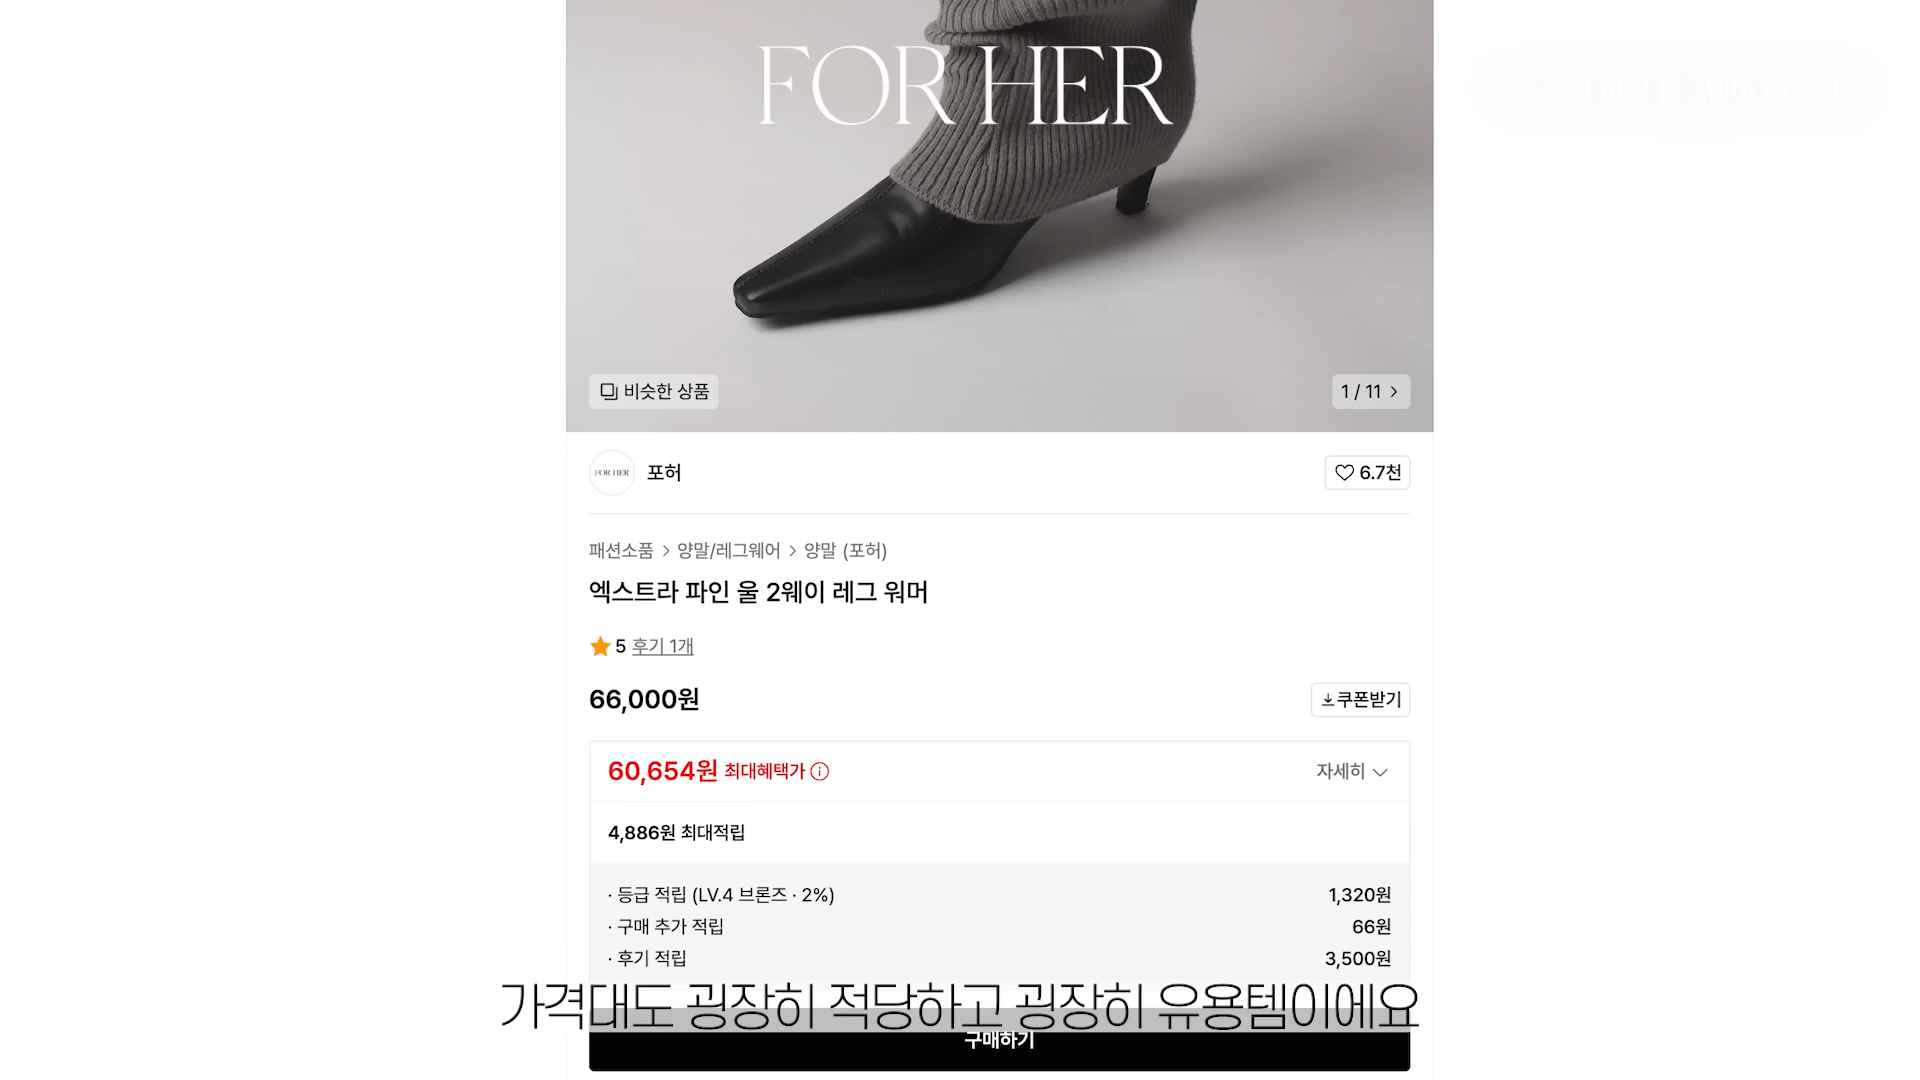 FOR HER
비슷한 상품
1 / 11
FOR HER
포허
6.7천
패션소품 > 양말/레그웨어 > 양말 (포허)
엑스트라 파인 울 2웨이 레그 워머
5 후기 1개
66,000원
쿠폰받기
60,654원 최대혜택가
자세히
4,886원 최대적립
· 등급 적립 (LV.4 브론즈 · 2%) 1,320원
· 구매 추가 적립 66원
· 후기 적립 3,500원
가격대도 굉장히 적당하고 굉장히 유용템이에요
구매하기